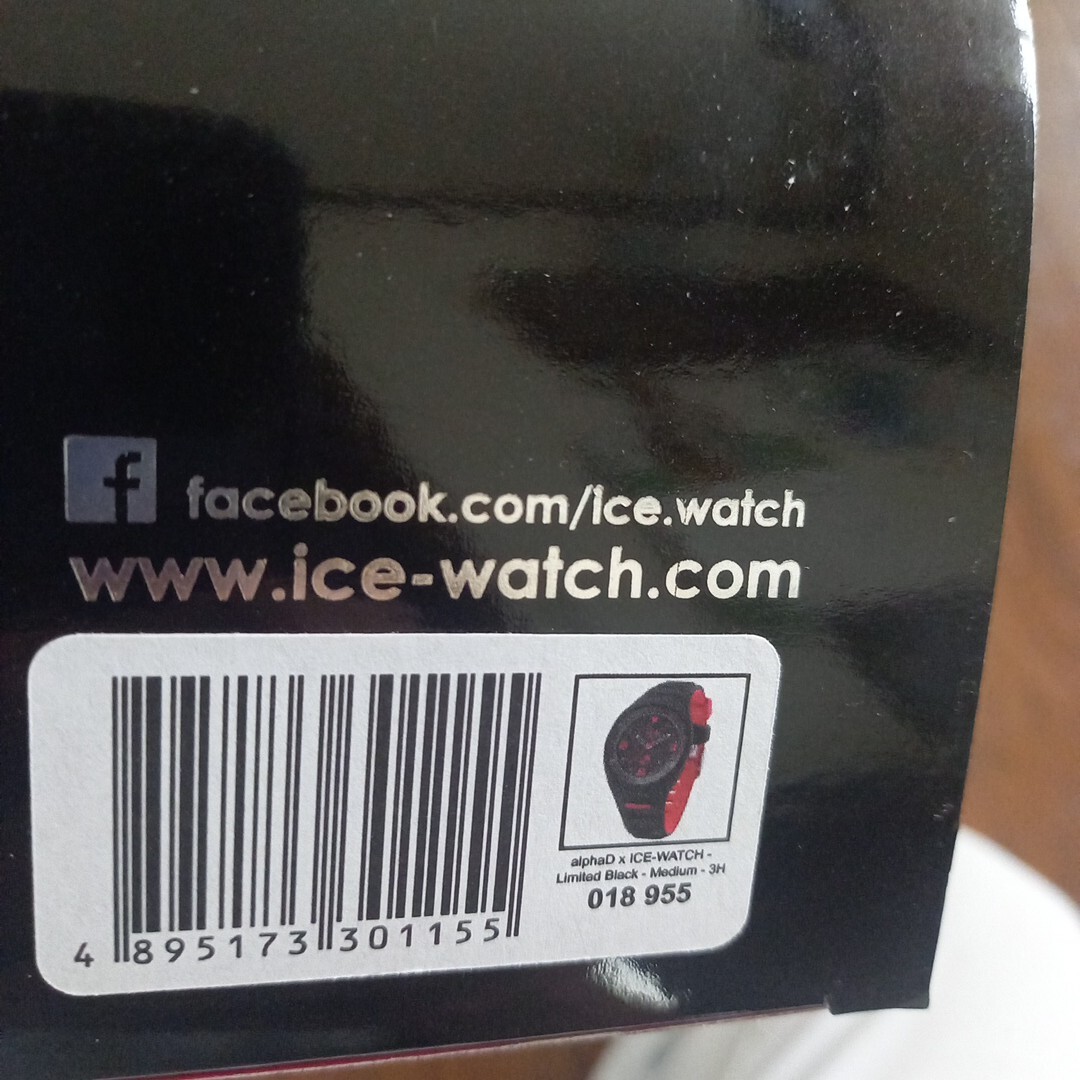 f facebook.com/ice.watch
www.ice-watch.com
alphaD x ICE-WATCH -
Limited Black - Medium - 3H
018 955
4 895173 301155